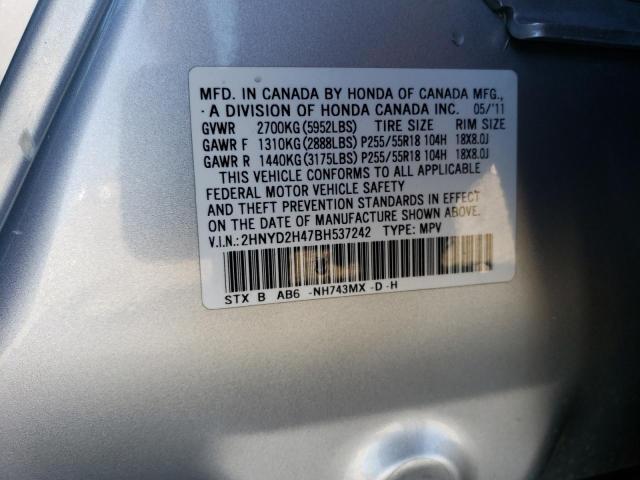 MFD. IN CANADA BY HONDA OF CANADA MFG.,
· A DIVISION OF HONDA CANADA INC. 05/'11
GVWR 2700KG(5952LBS) TIRE SIZE RIM SIZE
GAWR F 1310KG(2888LBS) P255/55R18 104H 18X8.0J
GAWR R 1440KG(3175LBS) P255/55R18 104H 18X8.0J
THIS VEHICLE CONFORMS TO ALL APPLICABLE
FEDERAL MOTOR VEHICLE SAFETY
AND THEFT PREVENTION STANDARDS IN EFFECT
ON THE DATE OF MANUFACTURE SHOWN ABOVE.
V.I.N.: 2HNYD2H47BH537242 TYPE: MPV
STX B AB6 -NH743MX -D -H